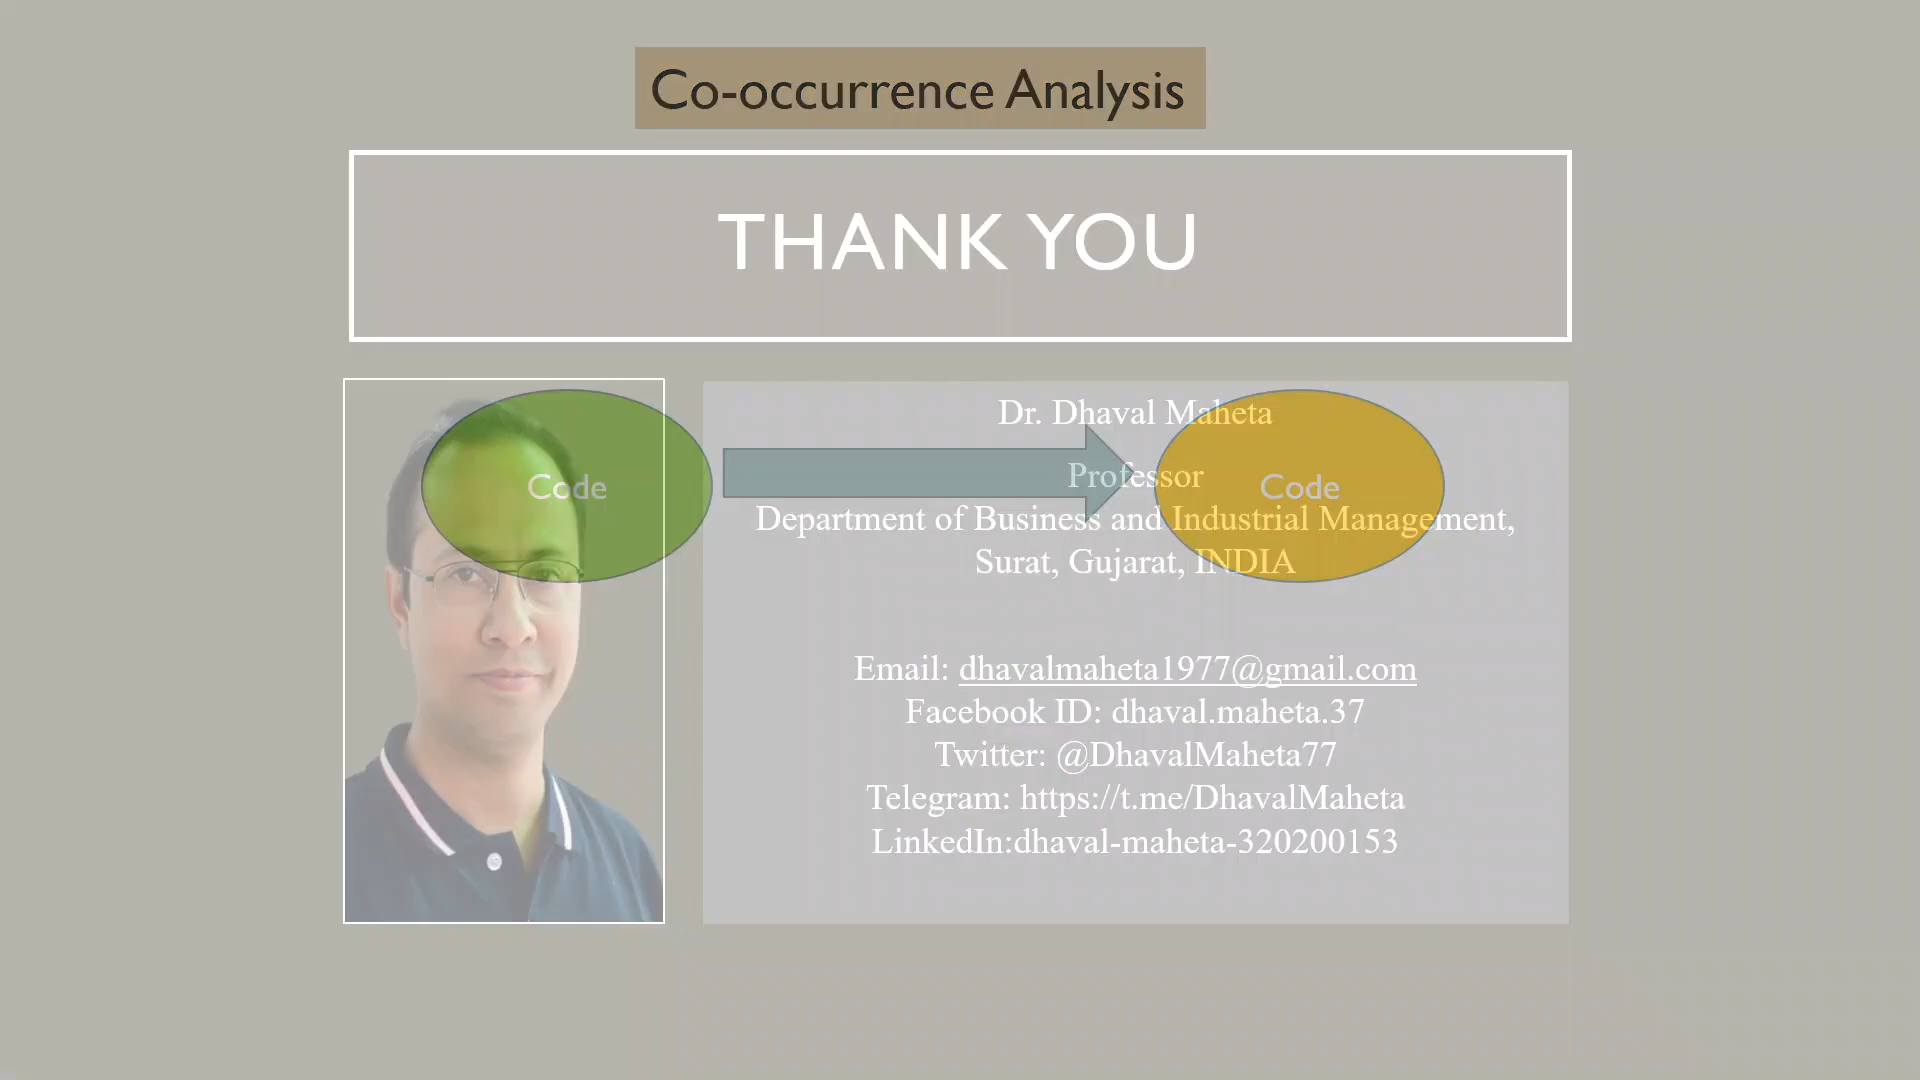 Co-occurrence Analysis
THANK YOU
Dr. Dhaval Maheta
Code
Professor
Code
Department of Business and Industrial Management,
Surat, Gujarat, INDIA
Email: dhavalmaheta1977@gmail.com
Facebook ID: dhaval.maheta.37
Twitter: @DhavalMaheta77
Telegram: https://t.me/DhavalMaheta
LinkedIn:dhaval-maheta-320200153